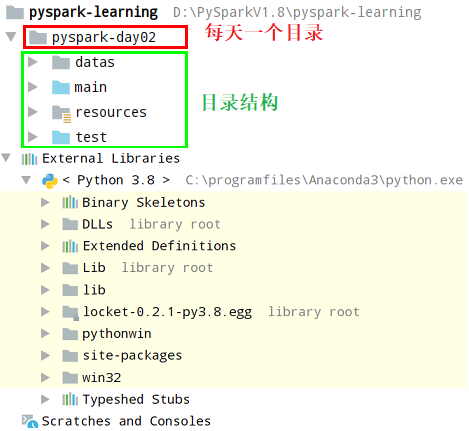 pyspark-learning D:\PySparkV1.8\pyspark-learning
pyspark-day02 每天一个目录
datas
main
resources
test
目录结构
External Libraries
< Python 3.8 > C:\programfiles\Anaconda3\python.exe
Binary Skeletons
DLLs library root
Extended Definitions
Lib library root
lib
locket-0.2.1-py3.8.egg library root
pythonwin
site-packages
win32
Typeshed Stubs
Scratches and Consoles